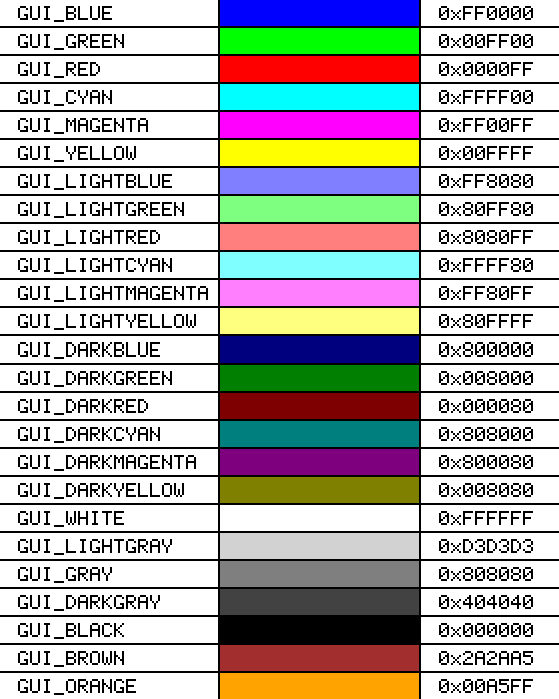 GUI_BLUE 0xFF0000
GUI_GREEN 0x00FF00
GUI_RED 0x0000FF
GUI_CYAN 0xFFFF00
GUI_MAGENTA 0xFF00FF
GUI_YELLOW 0x00FFFF
GUI_LIGHTBLUE 0xFF8080
GUI_LIGHTGREEN 0x80FF80
GUI_LIGHTRED 0x8080FF
GUI_LIGHTCYAN 0xFFFF80
GUI_LIGHTMAGENTA 0xFF80FF
GUI_LIGHTYELLOW 0x80FFFF
GUI_DARKBLUE 0x800000
GUI_DARKGREEN 0x008000
GUI_DARKRED 0x000080
GUI_DARKCYAN 0x808000
GUI_DARKMAGENTA 0x800080
GUI_DARKYELLOW 0x008080
GUI_WHITE 0xFFFFFF
GUI_LIGHTGRAY 0xD3D3D3
GUI_GRAY 0x808080
GUI_DARKGRAY 0x404040
GUI_BLACK 0x000000
GUI_BROWN 0x2A2AA5
GUI_ORANGE 0x00A5FF